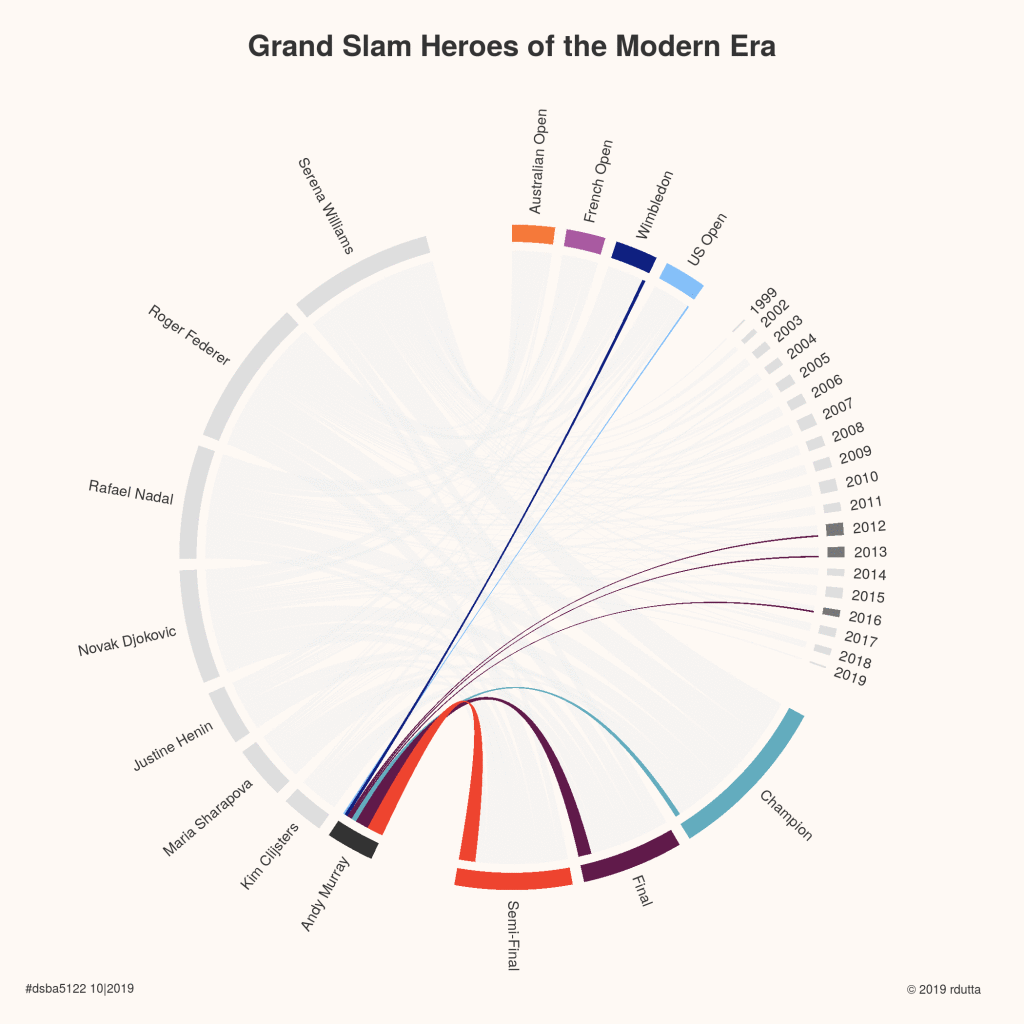 Grand Slam Heroes of the Modern Era
Australian Open
French Open
Wimbledon
US Open
1999
2002
2003
2004
2005
2006
2007
2008
2009
2010
2011
2012
2013
2014
2015
2016
2017
2018
2019
Champion
Final
Semi-Final
Andy Murray
Kim Clijsters
Maria Sharapova
Justine Henin
Novak Djokovic
Rafael Nadal
Roger Federer
Serena Williams
#dsba5122 10|2019
© 2019 rdutta